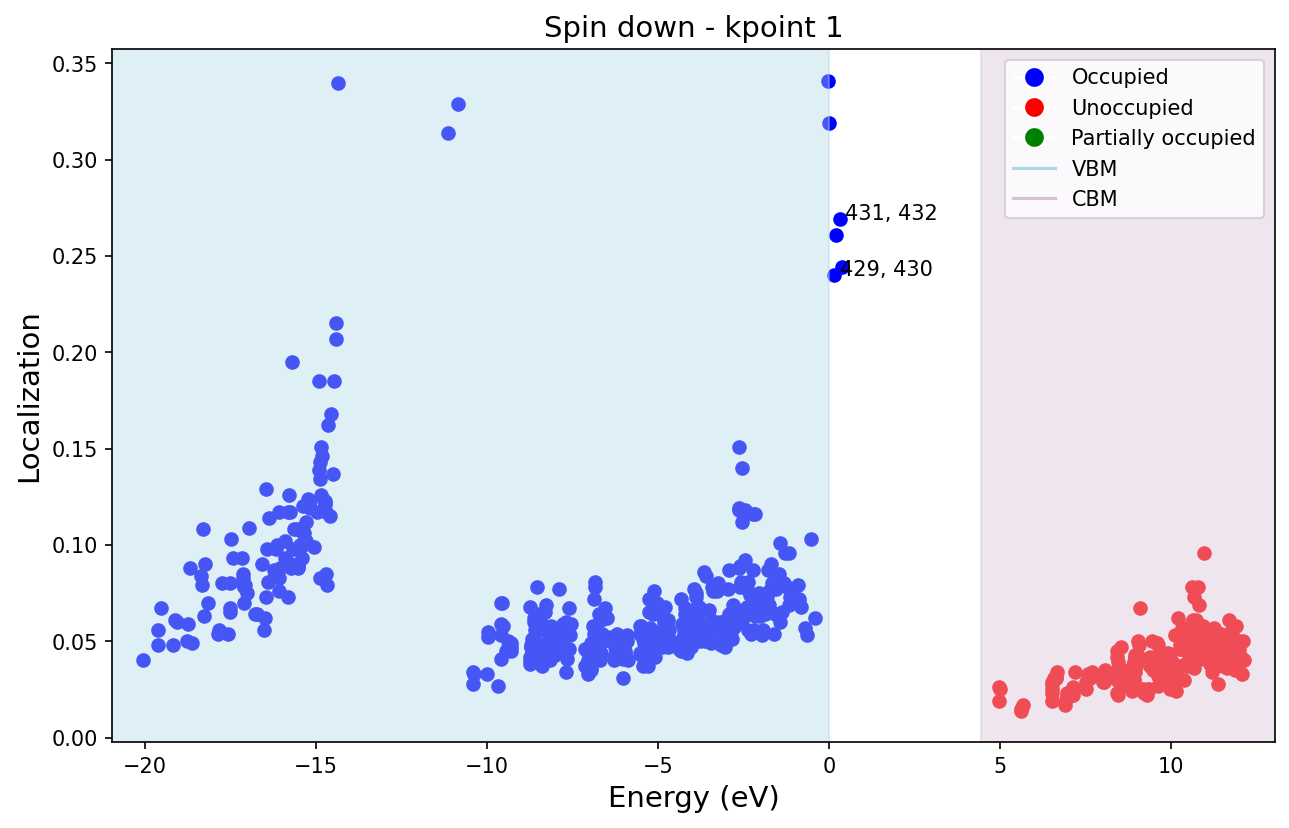 Spin down - kpoint 1
0.35
0.30
0.25
0.20
0.15
0.10
0.05
0.00
Localization
Occupied
Unoccupied
Partially occupied
VBM
CBM
431, 432
429, 430
−20
−15
−10
−5
0
5
10
Energy (eV)